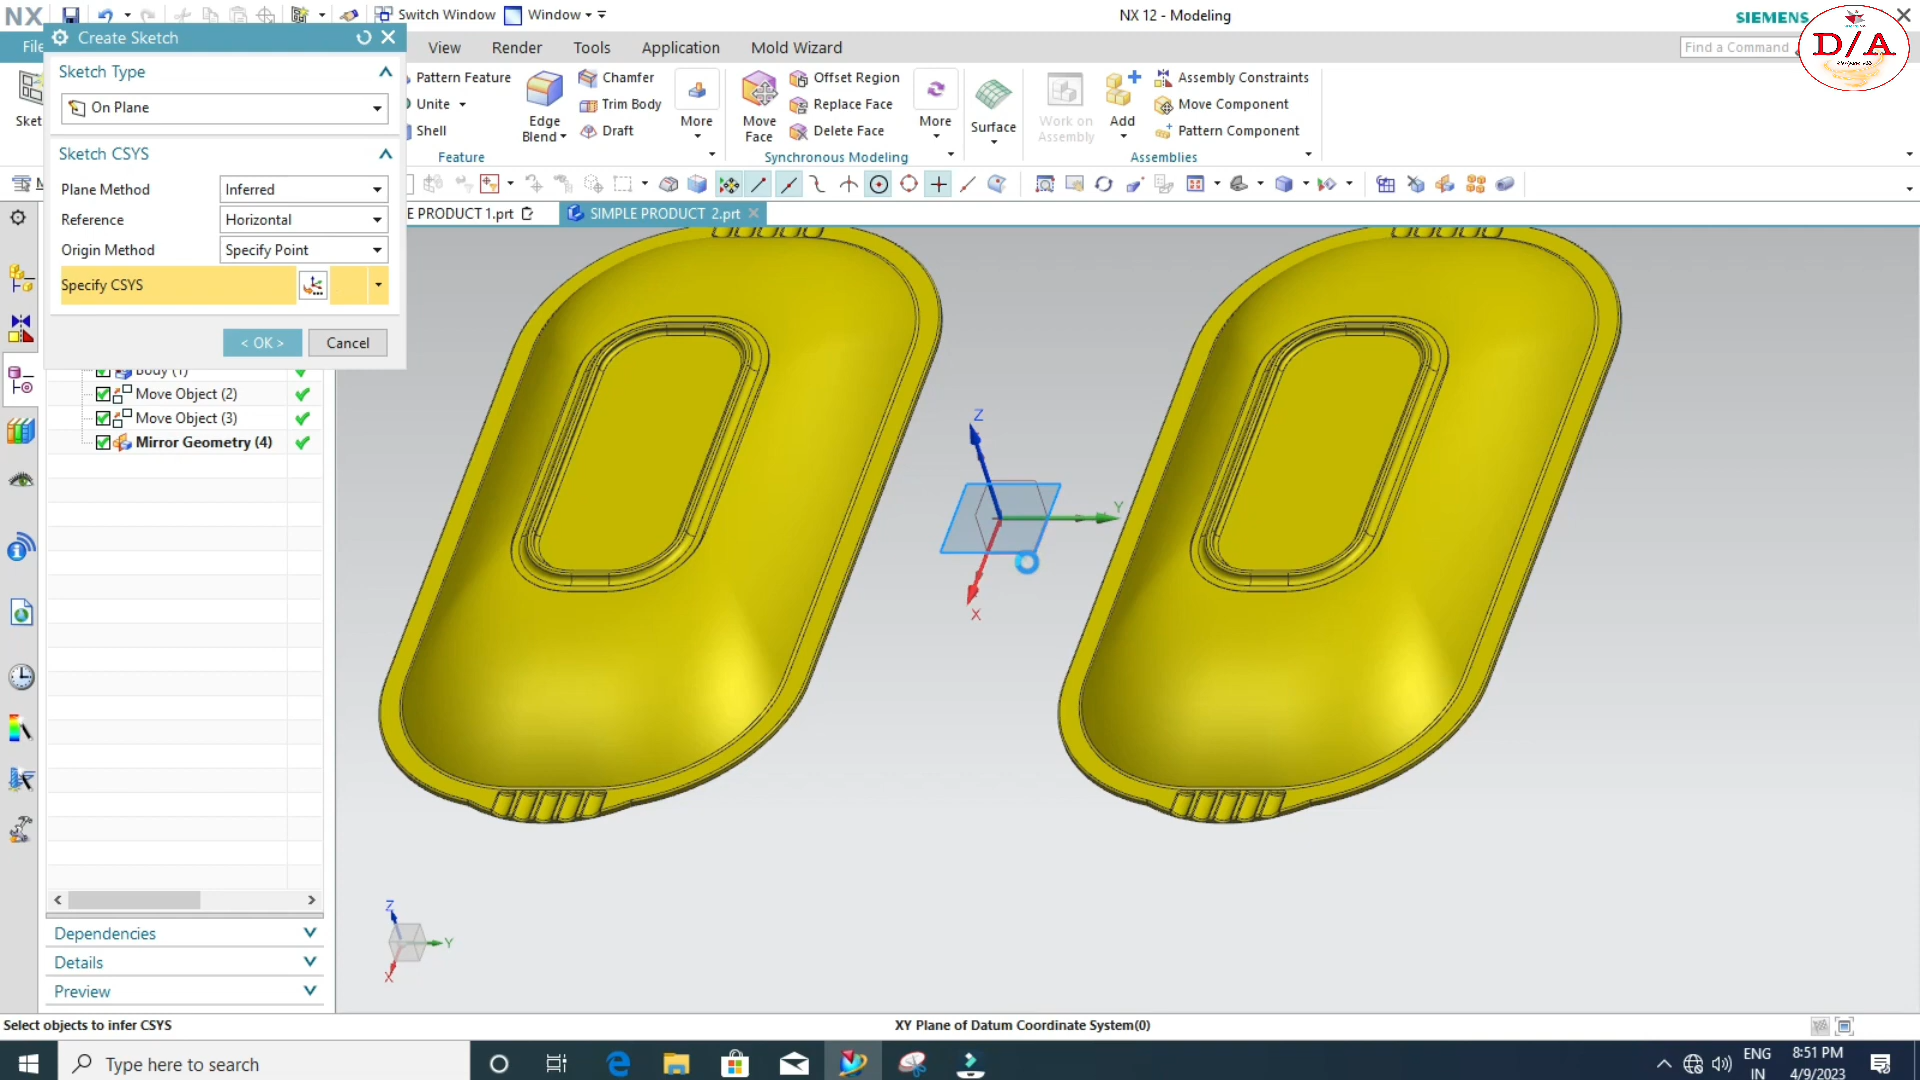 NX
Switch Window
Window
NX 12 - Modeling
SIEMENS
D/A
File
Create Sketch
View
Render
Tools
Application
Mold Wizard
Find a Command
Sketch Type
On Plane
Pattern Feature
Unite
Shell
Edge
Blend
Chamfer
Trim Body
Draft
More
Feature
Move
Face
Offset Region
Replace Face
Delete Face
More
Synchronous Modeling
Surface
Work on
Assembly
Add
Assembly Constraints
Move Component
Pattern Component
Assemblies
Sket
M
Sketch CSYS
Plane Method
Inferred
Reference
Horizontal
Origin Method
Specify Point
Specify CSYS
< OK >
Cancel
E PRODUCT 1.prt
SIMPLE PRODUCT 2.prt
Body (1)
Move Object (2)
Move Object (3)
Mirror Geometry (4)
Z
Y
X
Z
Y
X
Dependencies
Details
Preview
Select objects to infer CSYS
XY Plane of Datum Coordinate System(0)
Type here to search
ENG
IN
8:51 PM
4/9/2023